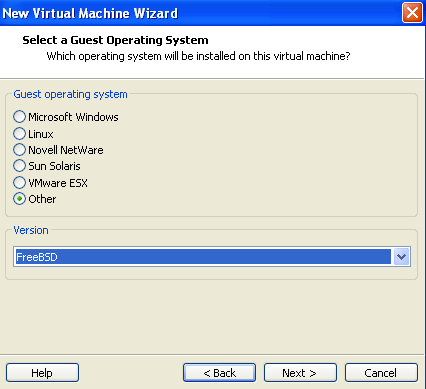 New Virtual Machine Wizard
Select a Guest Operating System
Which operating system will be installed on this virtual machine?
Guest operating system
Microsoft Windows
Linux
Novell NetWare
Sun Solaris
VMware ESX
Other
Version
FreeBSD
Help
< Back
Next >
Cancel